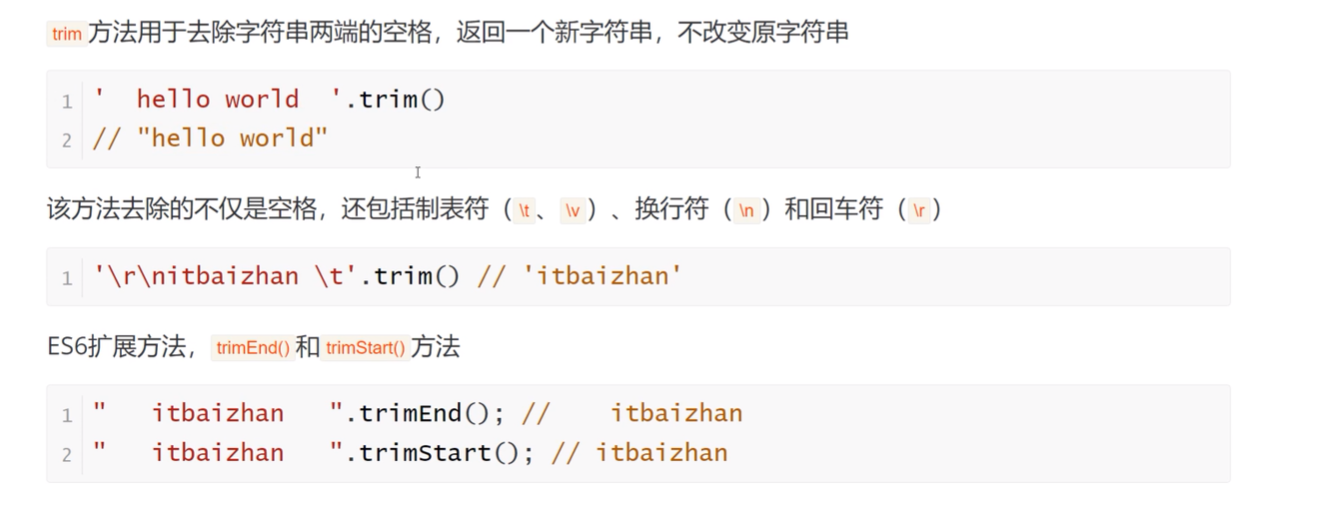 trim方法用于去除字符串两端的空格，返回一个新字符串，不改变原字符串
1 '  hello world  '.trim()
2 // "hello world"
该方法去除的不仅是空格，还包括制表符（\t、\v）、换行符（\n）和回车符（\r）
1 '\r\nitbaizhan \t'.trim() // 'itbaizhan'
ES6扩展方法，trimEnd()和trimStart()方法
1 "   itbaizhan   ".trimEnd(); //    itbaizhan
2 "   itbaizhan   ".trimStart(); // itbaizhan